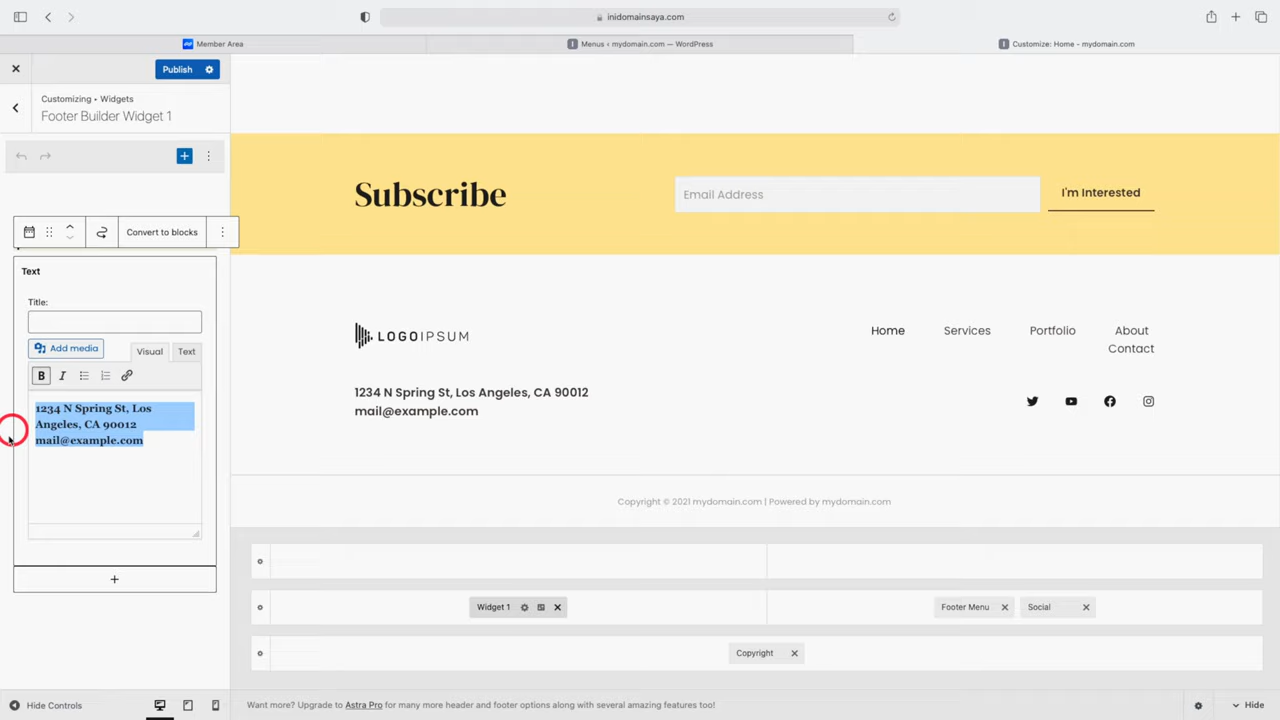 inidomainsaya.com
Member Area
Menus ‹ mydomain.com — WordPress
Customize: Home - mydomain.com
Publish
Customizing • Widgets
Footer Builder Widget 1
Convert to blocks
Text
Title:
Add media
Visual
Text
B
I
1234 N Spring St, Los
Angeles, CA 90012
mail@example.com
Subscribe
Email Address
I'm Interested
LOGOIPSUM
Home
Services
Portfolio
About
Contact
1234 N Spring St, Los Angeles, CA 90012
mail@example.com
Copyright © 2021 mydomain.com | Powered by mydomain.com
Widget 1
Footer Menu
Social
Copyright
Hide Controls
Want more? Upgrade to Astra Pro for many more header and footer options along with several amazing features too!
Hide